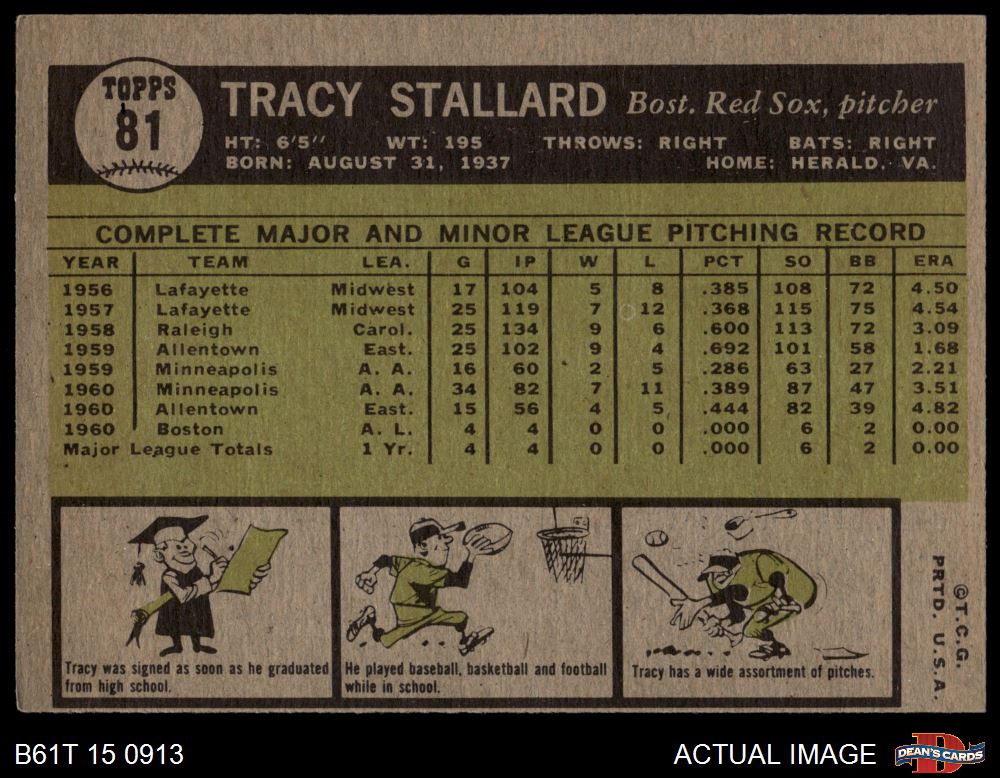 TOPPS
81
TRACY STALLARD Bost. Red Sox, pitcher
HT: 6'5" WT: 195 THROWS: RIGHT BATS: RIGHT
BORN: AUGUST 31, 1937 HOME: HERALD, VA.
COMPLETE MAJOR AND MINOR LEAGUE PITCHING RECORD
YEAR TEAM LEA. G IP W L PCT SO BB ERA
1956 Lafayette Midwest 17 104 5 8 .385 108 72 4.50
1957 Lafayette Midwest 25 119 7 12 .368 115 75 4.54
1958 Raleigh Carol. 25 134 9 6 .600 113 72 3.09
1959 Allentown East. 25 102 9 4 .692 101 58 1.68
1959 Minneapolis A. A. 16 60 2 5 .286 63 27 2.21
1960 Minneapolis A. A. 34 82 7 11 .389 87 47 3.51
1960 Allentown East. 15 56 4 5 .444 82 39 4.82
1960 Boston A. L. 4 4 0 0 .000 6 2 0.00
Major League Totals 1 Yr. 4 4 0 0 .000 6 2 0.00
Tracy was signed as soon as he graduated
from high school.
He played baseball, basketball and football
while in school.
Tracy has a wide assortment of pitches.
©T.C.G.
PRTD. U.S.A.
B61T 15 0913
ACTUAL IMAGE
DEAN'S CARDS